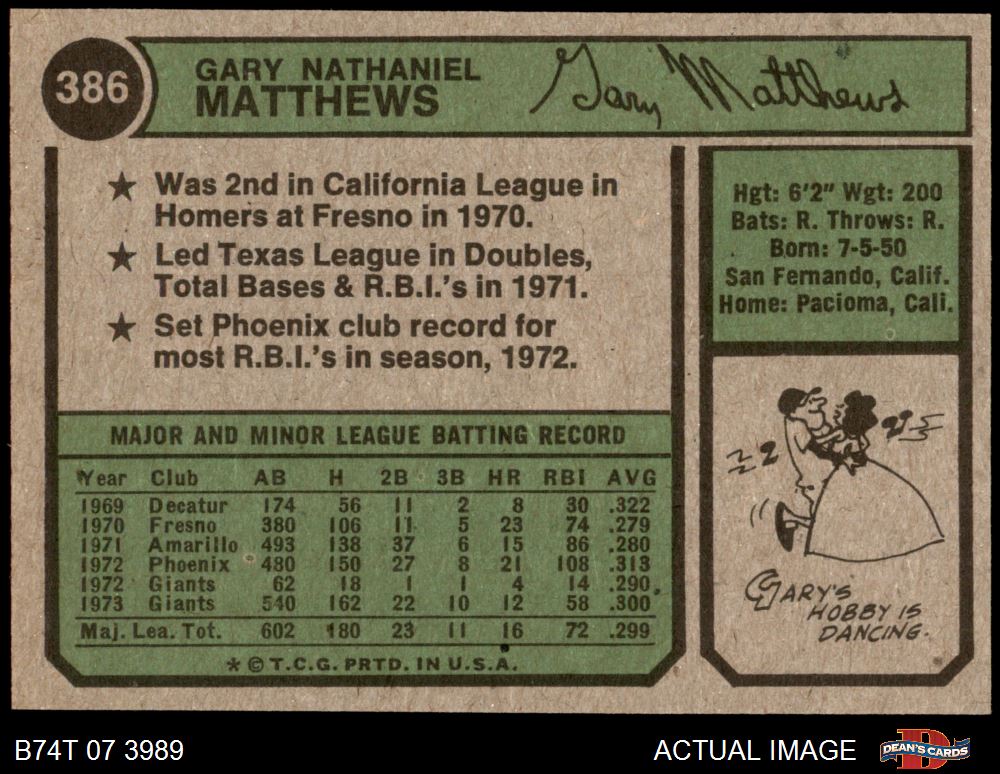 386
GARY NATHANIEL
MATTHEWS
Gary Matthews
★ Was 2nd in California League in
Homers at Fresno in 1970.
★ Led Texas League in Doubles,
Total Bases & R.B.I.'s in 1971.
★ Set Phoenix club record for
most R.B.I.'s in season, 1972.
Hgt: 6'2" Wgt: 200
Bats: R. Throws: R.
Born: 7-5-50
San Fernando, Calif.
Home: Pacioma, Cali.
MAJOR AND MINOR LEAGUE BATTING RECORD
Year Club AB H 2B 3B HR RBI AVG
1969 Decatur 174 56 11 2 8 30 .322
1970 Fresno 380 106 11 5 23 74 .279
1971 Amarillo 493 138 37 6 15 86 .280
1972 Phoenix 480 150 27 8 21 108 .313
1972 Giants 62 18 1 1 4 14 .290
1973 Giants 540 162 22 10 12 58 .300
Maj. Lea. Tot. 602 180 23 11 16 72 .299
* © T.C.G. PRTD. IN U.S.A.
GARY'S
HOBBY IS
DANCING.
B74T 07 3989
ACTUAL IMAGE
DEAN'S CARDS